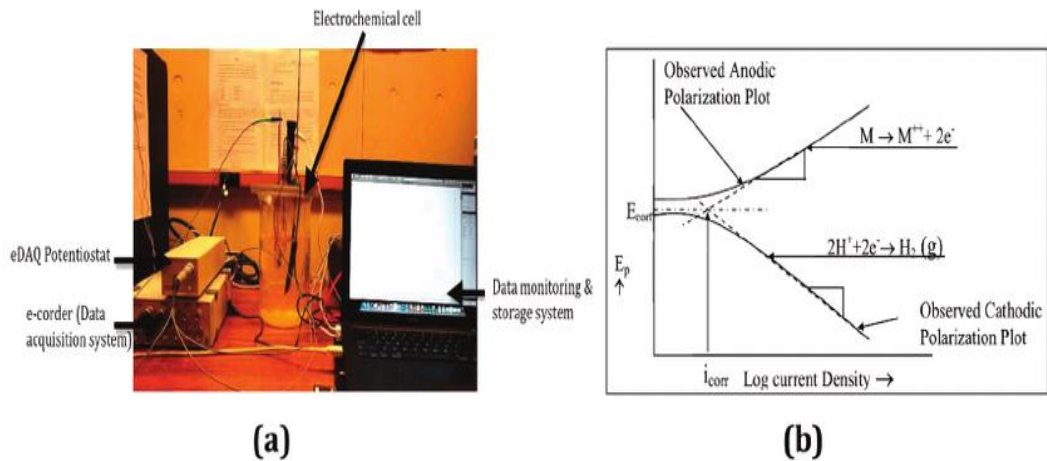 Electrochemical cell
eDAQ Potentiostat
e-corder (Data
acquisition system)
Data monitoring &
storage system
(a)
Observed Anodic
Polarization Plot
M → M⁺⁺+ 2e⁻
E_corr
2H⁺+2e⁻→ H₂ (g)
E_p
↑
Observed Cathodic
Polarization Plot
i_corr Log current Density →
(b)